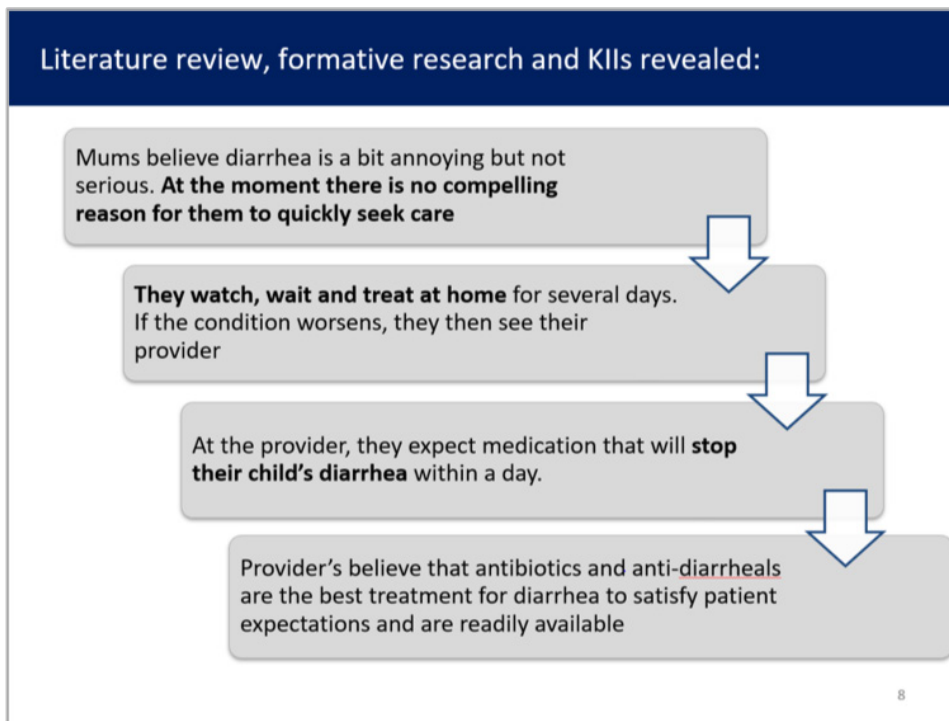 Literature review, formative research and KIIs revealed:
Mums believe diarrhea is a bit annoying but not
serious. At the moment there is no compelling
reason for them to quickly seek care
They watch, wait and treat at home for several days.
If the condition worsens, they then see their
provider
At the provider, they expect medication that will stop
their child's diarrhea within a day.
Provider's believe that antibiotics and anti-diarrheals
are the best treatment for diarrhea to satisfy patient
expectations and are readily available
8